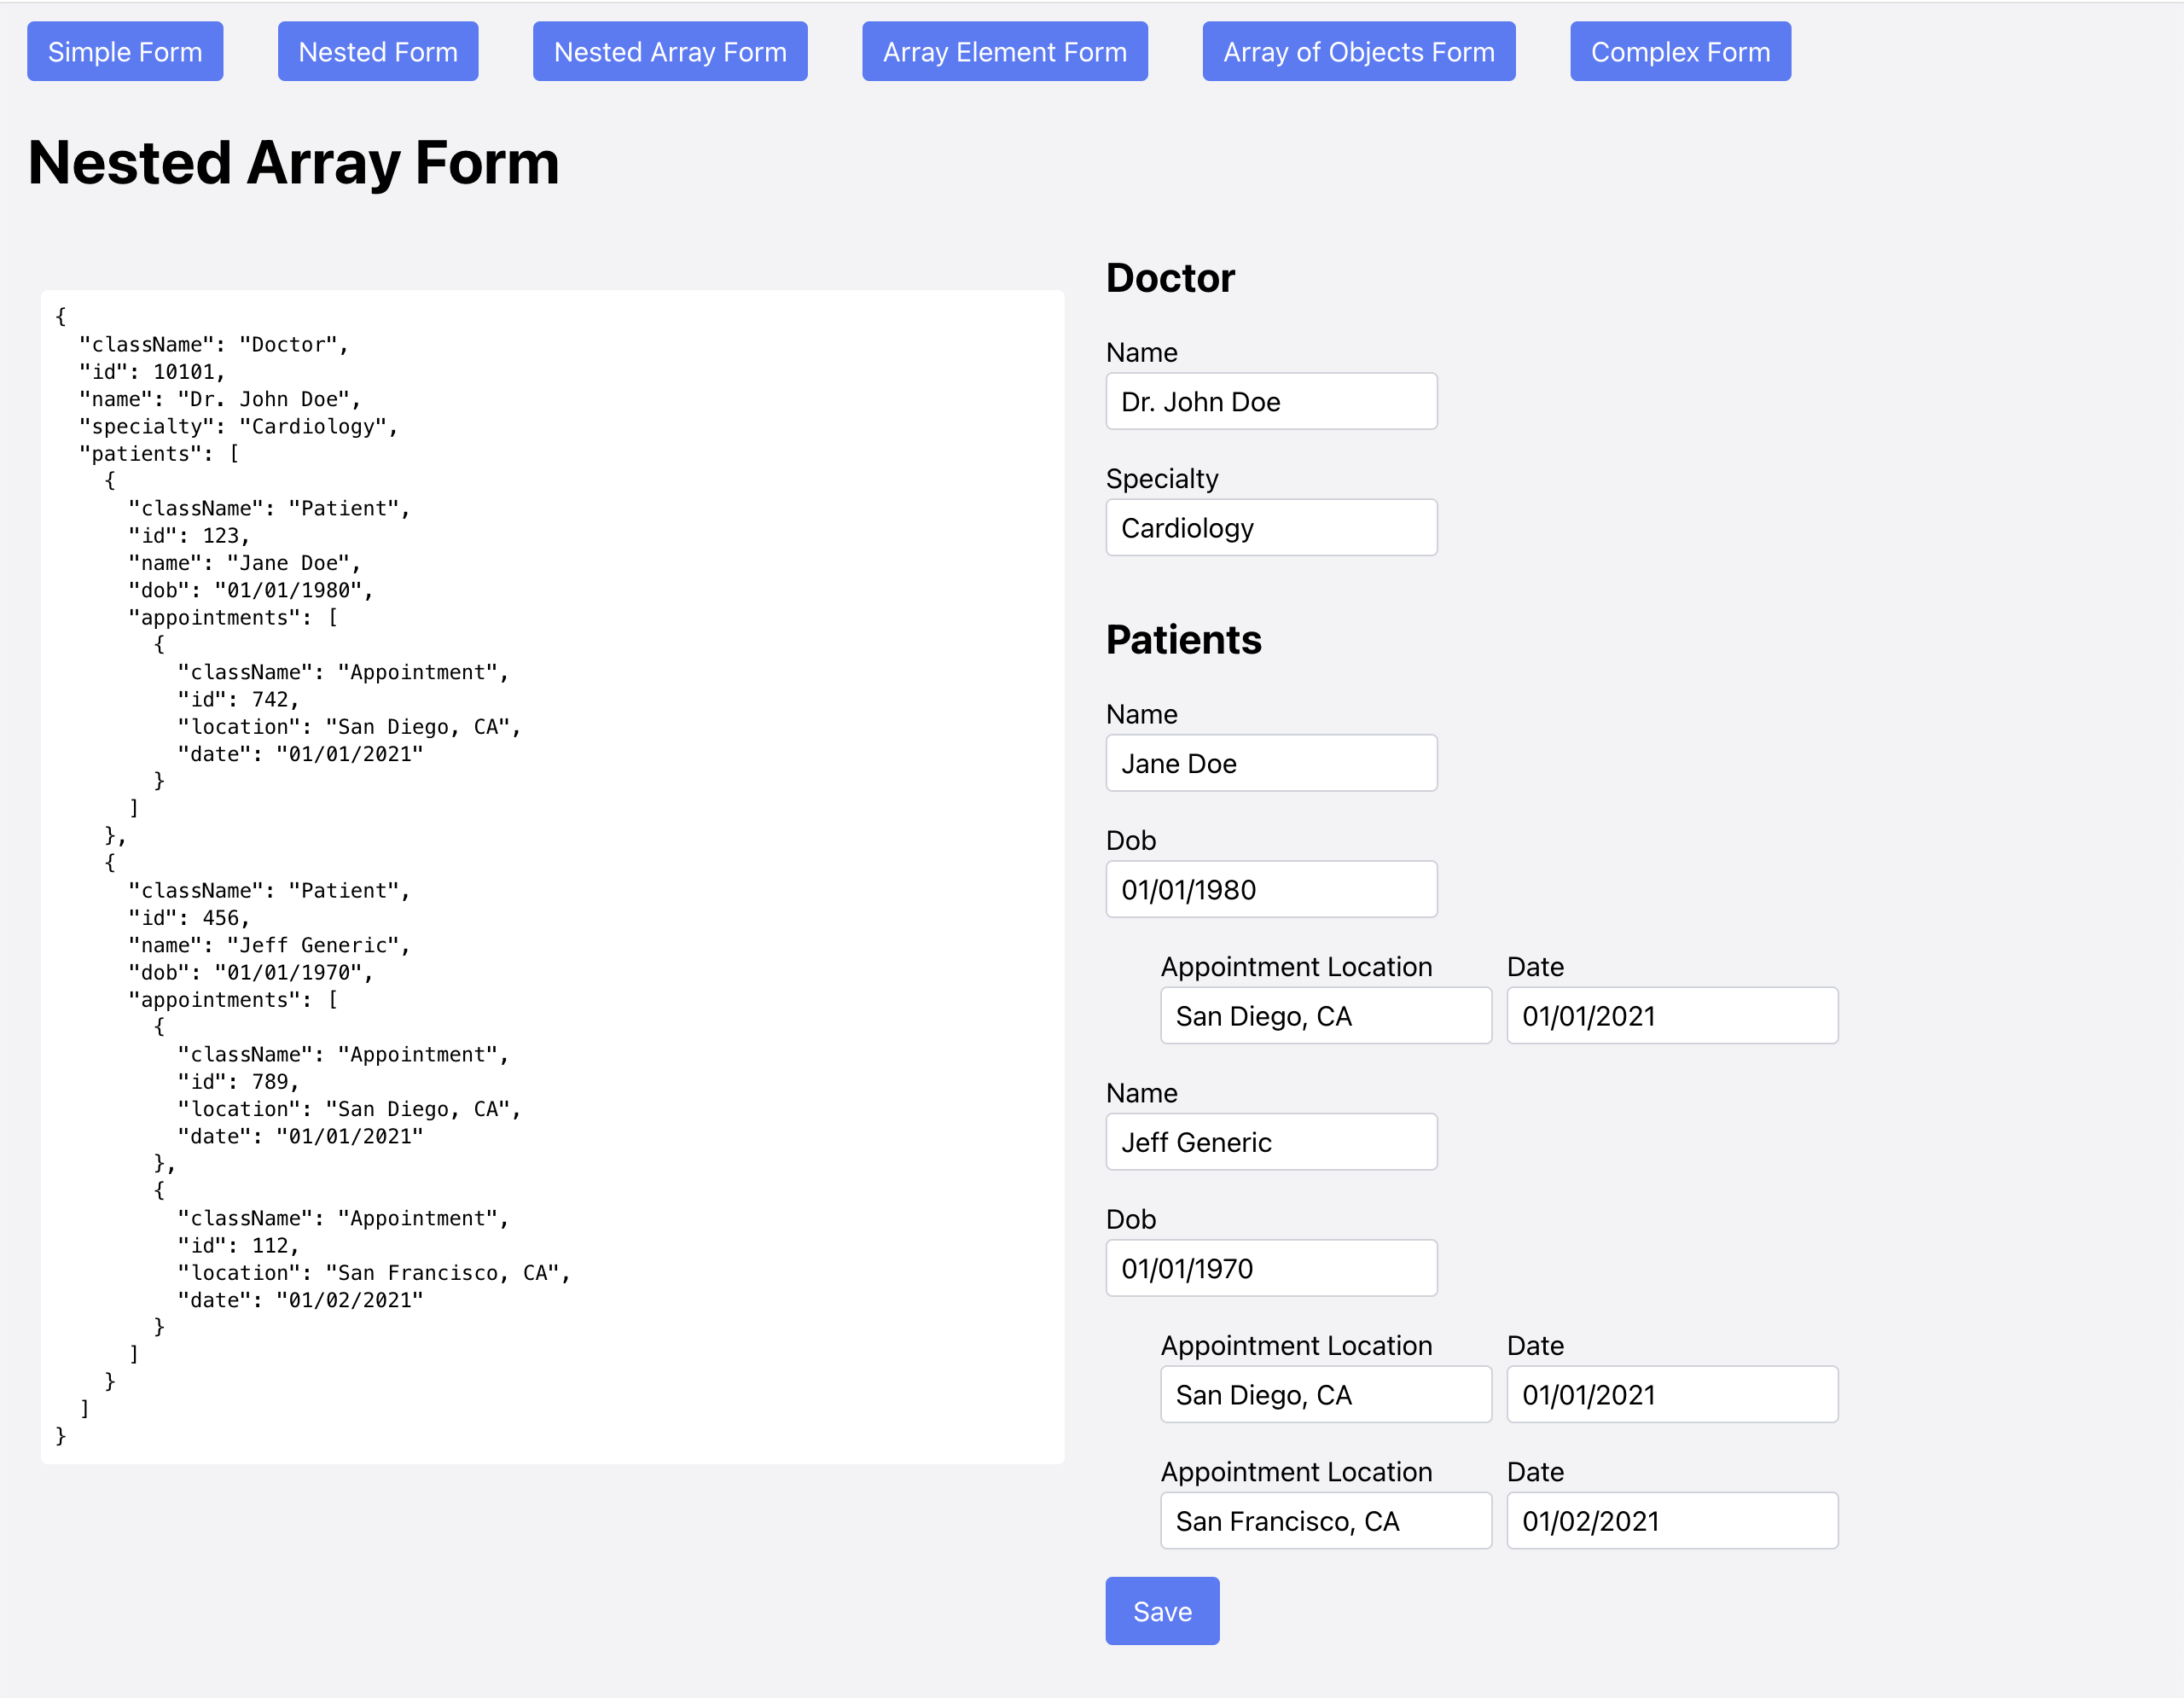 Simple Form Nested Form Nested Array Form Array Element Form Array of Objects Form Complex Form
Nested Array Form
{
  "className": "Doctor",
  "id": 10101,
  "name": "Dr. John Doe",
  "specialty": "Cardiology",
  "patients": [
    {
      "className": "Patient",
      "id": 123,
      "name": "Jane Doe",
      "dob": "01/01/1980",
      "appointments": [
        {
          "className": "Appointment",
          "id": 742,
          "location": "San Diego, CA",
          "date": "01/01/2021"
        }
      ]
    },
    {
      "className": "Patient",
      "id": 456,
      "name": "Jeff Generic",
      "dob": "01/01/1970",
      "appointments": [
        {
          "className": "Appointment",
          "id": 789,
          "location": "San Diego, CA",
          "date": "01/01/2021"
        },
        {
          "className": "Appointment",
          "id": 112,
          "location": "San Francisco, CA",
          "date": "01/02/2021"
        }
      ]
    }
  ]
}
Doctor
Name
Dr. John Doe
Specialty
Cardiology
Patients
Name
Jane Doe
Dob
01/01/1980
Appointment Location Date
San Diego, CA 01/01/2021
Name
Jeff Generic
Dob
01/01/1970
Appointment Location Date
San Diego, CA 01/01/2021
Appointment Location Date
San Francisco, CA 01/02/2021
Save